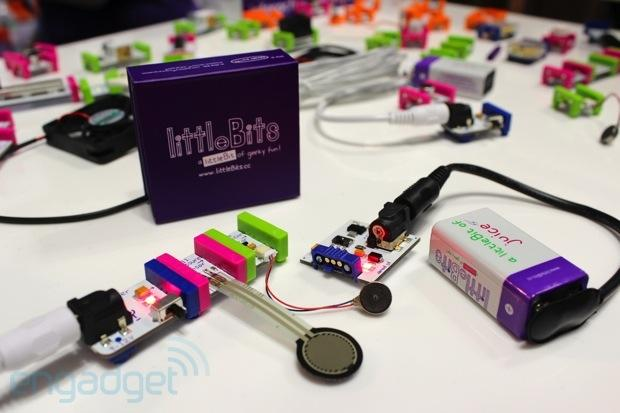 littleBits
a littleBit of geeky fun!
www.littleBits.cc
a littleBit of
juice
littleBits
engadget